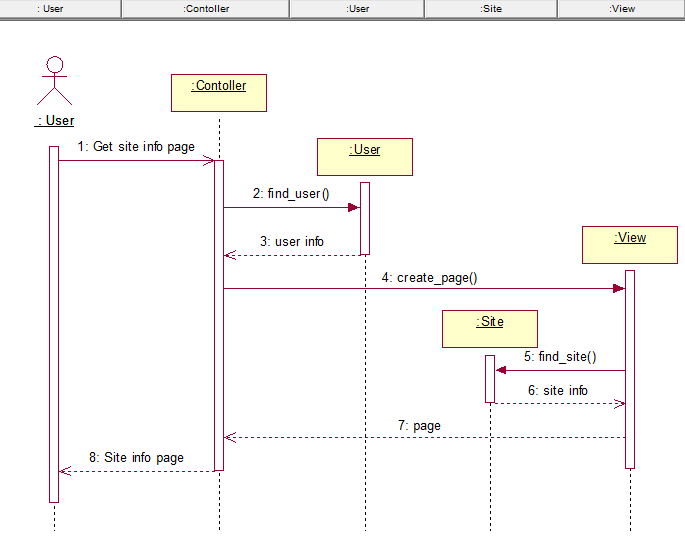 : User
:Contoller
:User
:Site
:View
: User
:Contoller
1: Get site info page
:User
2: find_user()
3: user info
:View
4: create_page()
:Site
5: find_site()
6: site info
7: page
8: Site info page